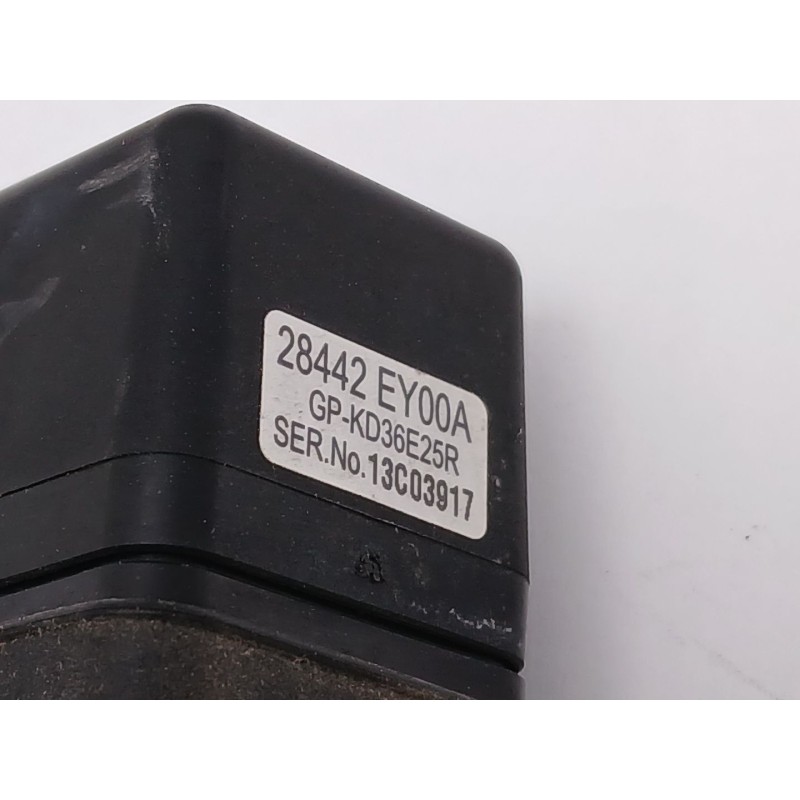 28442 EY00A
GP-KD36E25R
SER.No.13C03917